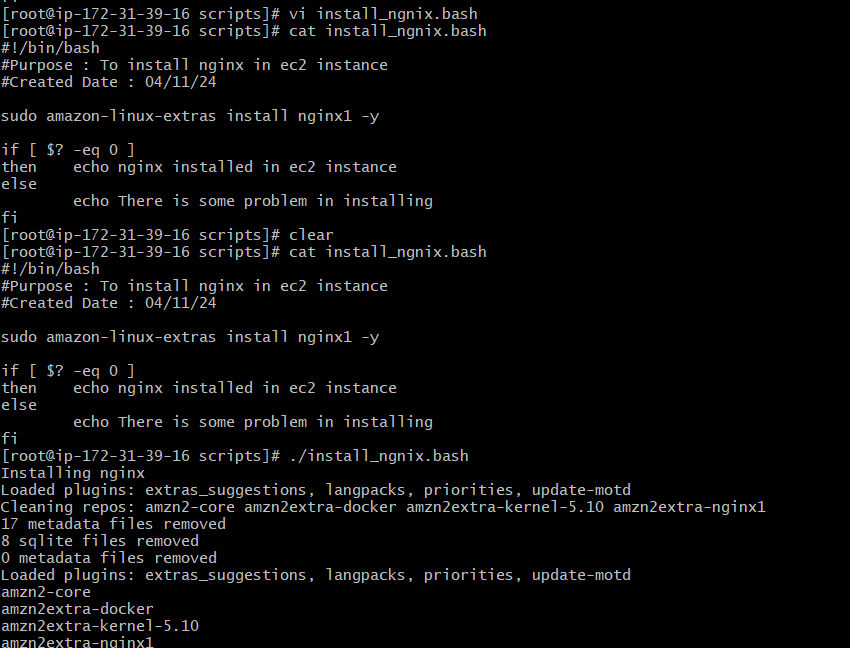 [root@ip-172-31-39-16 scripts]# vi install_ngnix.bash
[root@ip-172-31-39-16 scripts]# cat install_ngnix.bash
#!/bin/bash
#Purpose : To install nginx in ec2 instance
#Created Date : 04/11/24
sudo amazon-linux-extras install nginx1 -y
if [ $? -eq 0 ]
then    echo nginx installed in ec2 instance
else
        echo There is some problem in installing
fi
[root@ip-172-31-39-16 scripts]# clear
[root@ip-172-31-39-16 scripts]# cat install_ngnix.bash
#!/bin/bash
#Purpose : To install nginx in ec2 instance
#Created Date : 04/11/24
sudo amazon-linux-extras install nginx1 -y
if [ $? -eq 0 ]
then    echo nginx installed in ec2 instance
else
        echo There is some problem in installing
fi
[root@ip-172-31-39-16 scripts]# ./install_ngnix.bash
Installing nginx
Loaded plugins: extras_suggestions, langpacks, priorities, update-motd
Cleaning repos: amzn2-core amzn2extra-docker amzn2extra-kernel-5.10 amzn2extra-nginx1
17 metadata files removed
8 sqlite files removed
0 metadata files removed
Loaded plugins: extras_suggestions, langpacks, priorities, update-motd
amzn2-core
amzn2extra-docker
amzn2extra-kernel-5.10
amzn2extra-nginx1